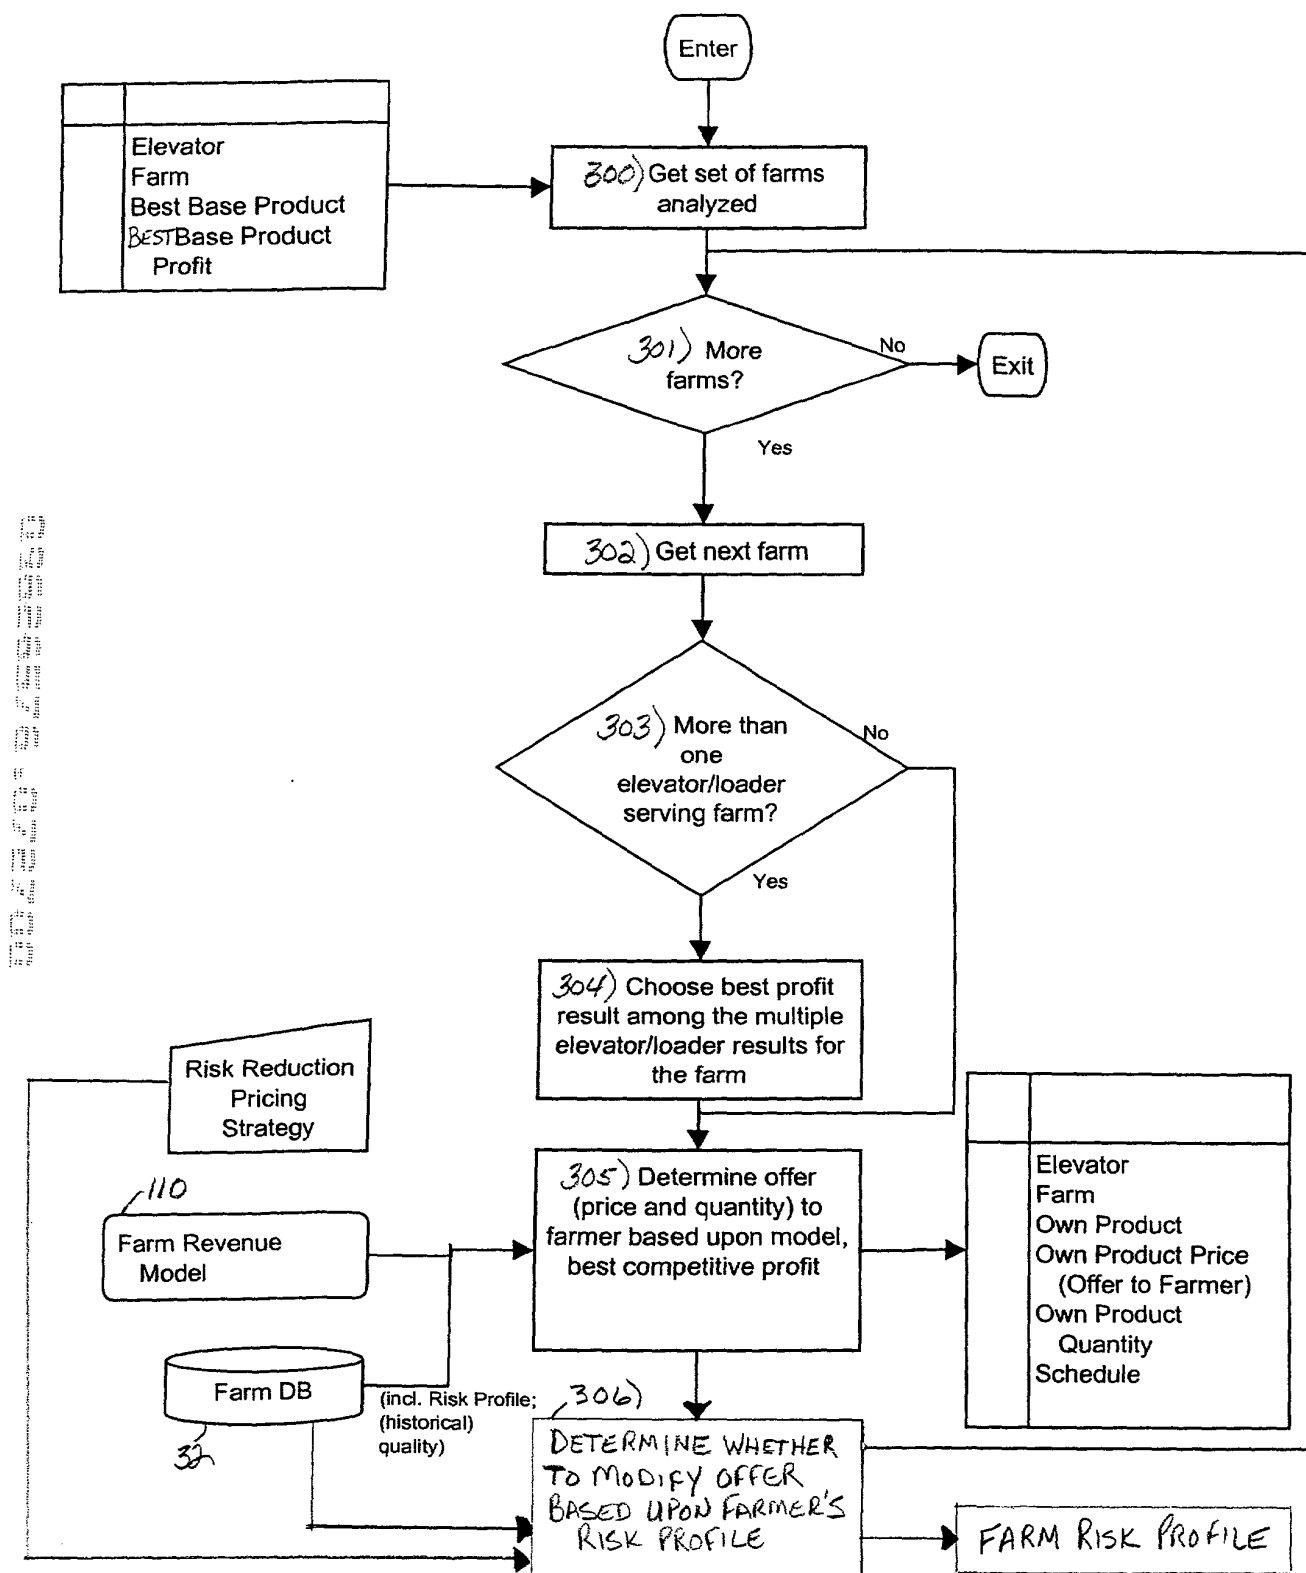 Enter
Elevator
Farm
Best Base Product
BEST Base Product
Profit
300) Get set of farms
analyzed
301) More
farms?
No
Exit
Yes
302) Get next farm
303) More than
one
elevator/loader
serving farm?
No
Yes
304) Choose best profit
result among the multiple
elevator/loader results for
the farm
Risk Reduction
Pricing
Strategy
110
Farm Revenue
Model
305) Determine offer
(price and quantity) to
farmer based upon model,
best competitive profit
Elevator
Farm
Own Product
Own Product Price
(Offer to Farmer)
Own Product
Quantity
Schedule
Farm DB
32
(incl. Risk Profile;
(historical)
quality)
306)
DETERMINE WHETHER
TO MODIFY OFFER
BASED UPON FARMER'S
RISK PROFILE
FARM RISK PROFILE